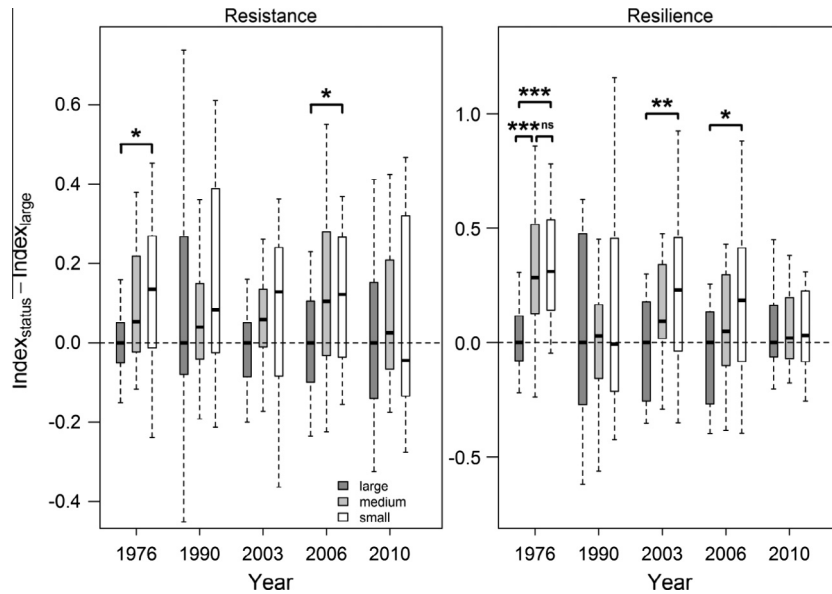 Resistance
Resilience
Index_status – Index_large
0.6
0.4
0.2
0.0
-0.2
-0.4
*
*
large
medium
small
1976 1990 2003 2006 2010
Year
1.0
0.5
0.0
-0.5
***
*** ns
**
*
1976 1990 2003 2006 2010
Year